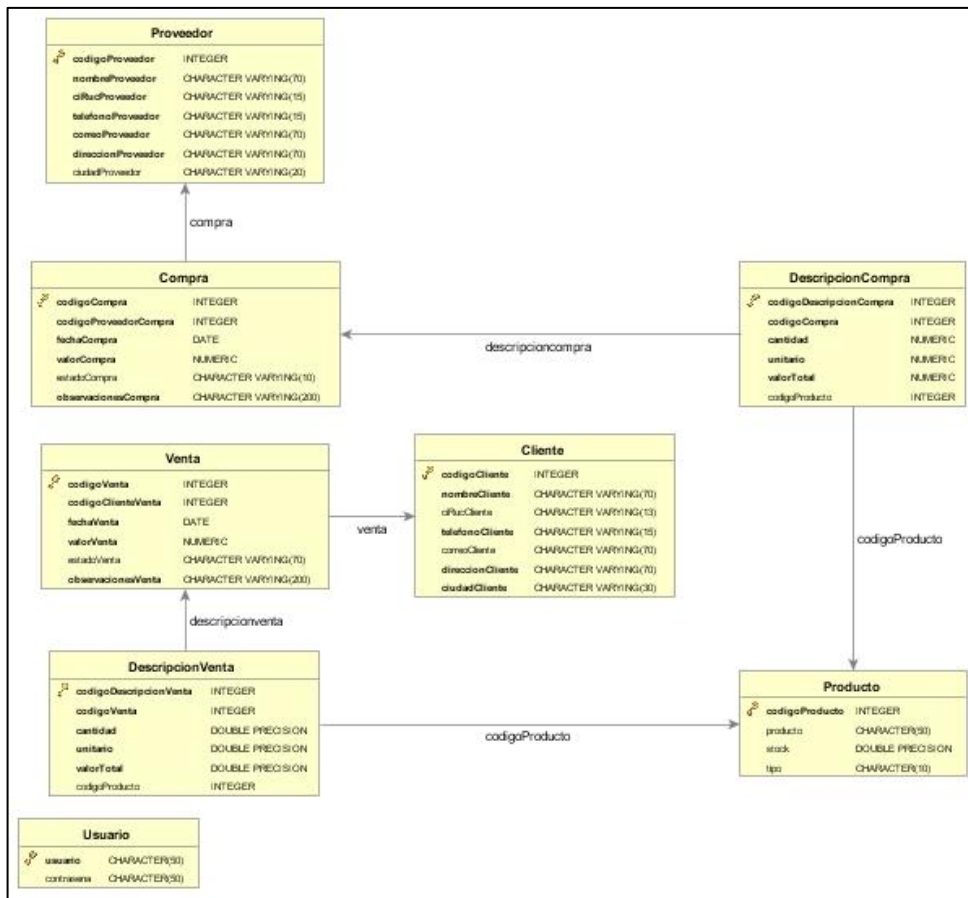 Proveedor
codigoProveedor INTEGER
nombreProveedor CHARACTER VARYING(70)
ciRucProveedor CHARACTER VARYING(15)
telefonoProveedor CHARACTER VARYING(15)
correoProveedor CHARACTER VARYING(70)
direccionProveedor CHARACTER VARYING(70)
ciudadProveedor CHARACTER VARYING(20)
compra
Compra
codigoCompra INTEGER
codigoProveedorCompra INTEGER
fechaCompra DATE
valorCompra NUMERIC
estadoCompra CHARACTER VARYING(10)
observacionesCompra CHARACTER VARYING(200)
descripcioncompra
DescripcionCompra
codigoDescripcionCompra INTEGER
codigoCompra INTEGER
cantidad NUMERIC
unitario NUMERIC
valorTotal NUMERIC
codigoProducto INTEGER
Venta
codigoVenta INTEGER
codigoClienteVenta INTEGER
fechaVenta DATE
valorVenta NUMERIC
estadoVenta CHARACTER VARYING(70)
observacionesVenta CHARACTER VARYING(200)
venta
Cliente
codigoCliente INTEGER
nombreCliente CHARACTER VARYING(70)
ciRucCliente CHARACTER VARYING(13)
telefonoCliente CHARACTER VARYING(15)
correoCliente CHARACTER VARYING(70)
direccionCliente CHARACTER VARYING(70)
ciudadCliente CHARACTER VARYING(30)
codigoProducto
descripcionventa
DescripcionVenta
codigoDescripcionVenta INTEGER
codigoVenta INTEGER
cantidad DOUBLE PRECISION
unitario DOUBLE PRECISION
valorTotal DOUBLE PRECISION
codigoProducto INTEGER
codigoProducto
Producto
codigoProducto INTEGER
producto CHARACTER(50)
stock DOUBLE PRECISION
tipo CHARACTER(10)
Usuario
usuario CHARACTER(50)
contrasena CHARACTER(50)